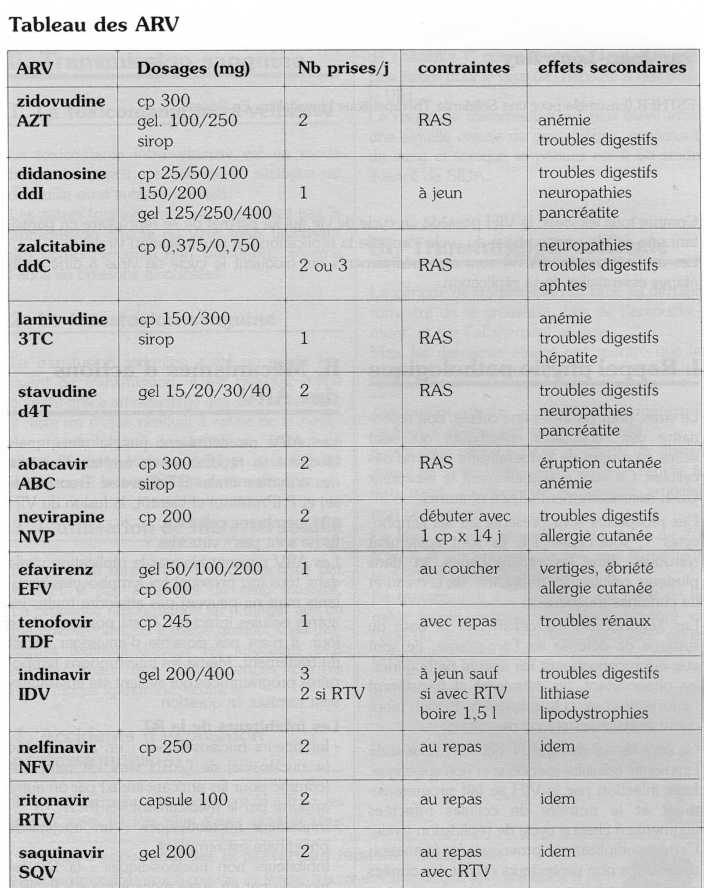 Tableau des ARV
ARV Dosages (mg) Nb prises/j contraintes effets secondaires
zidovudine cp 300
AZT gel. 100/250 2 RAS anémie
sirop troubles digestifs
didanosine cp 25/50/100 troubles digestifs
ddI 150/200 1 à jeun neuropathies
gel 125/250/400 pancréatite
zalcitabine cp 0,375/0,750 neuropathies
ddC 2 ou 3 RAS troubles digestifs
aphtes
lamivudine cp 150/300 anémie
3TC sirop 1 RAS troubles digestifs
hépatite
stavudine gel 15/20/30/40 2 RAS troubles digestifs
d4T neuropathies
pancréatite
abacavir cp 300 2 RAS éruption cutanée
ABC sirop anémie
nevirapine cp 200 2 débuter avec troubles digestifs
NVP 1 cp x 14 j allergie cutanée
efavirenz gel 50/100/200 1 au coucher vertiges, ébriété
EFV cp 600 allergie cutanée
tenofovir cp 245 1 avec repas troubles rénaux
TDF
indinavir gel 200/400 3 à jeun sauf troubles digestifs
IDV 2 si RTV si avec RTV lithiase
boire 1,5 l lipodystrophies
nelfinavir cp 250 2 au repas idem
NFV
ritonavir capsule 100 2 au repas idem
RTV
saquinavir gel 200 2 au repas idem
SQV avec RTV